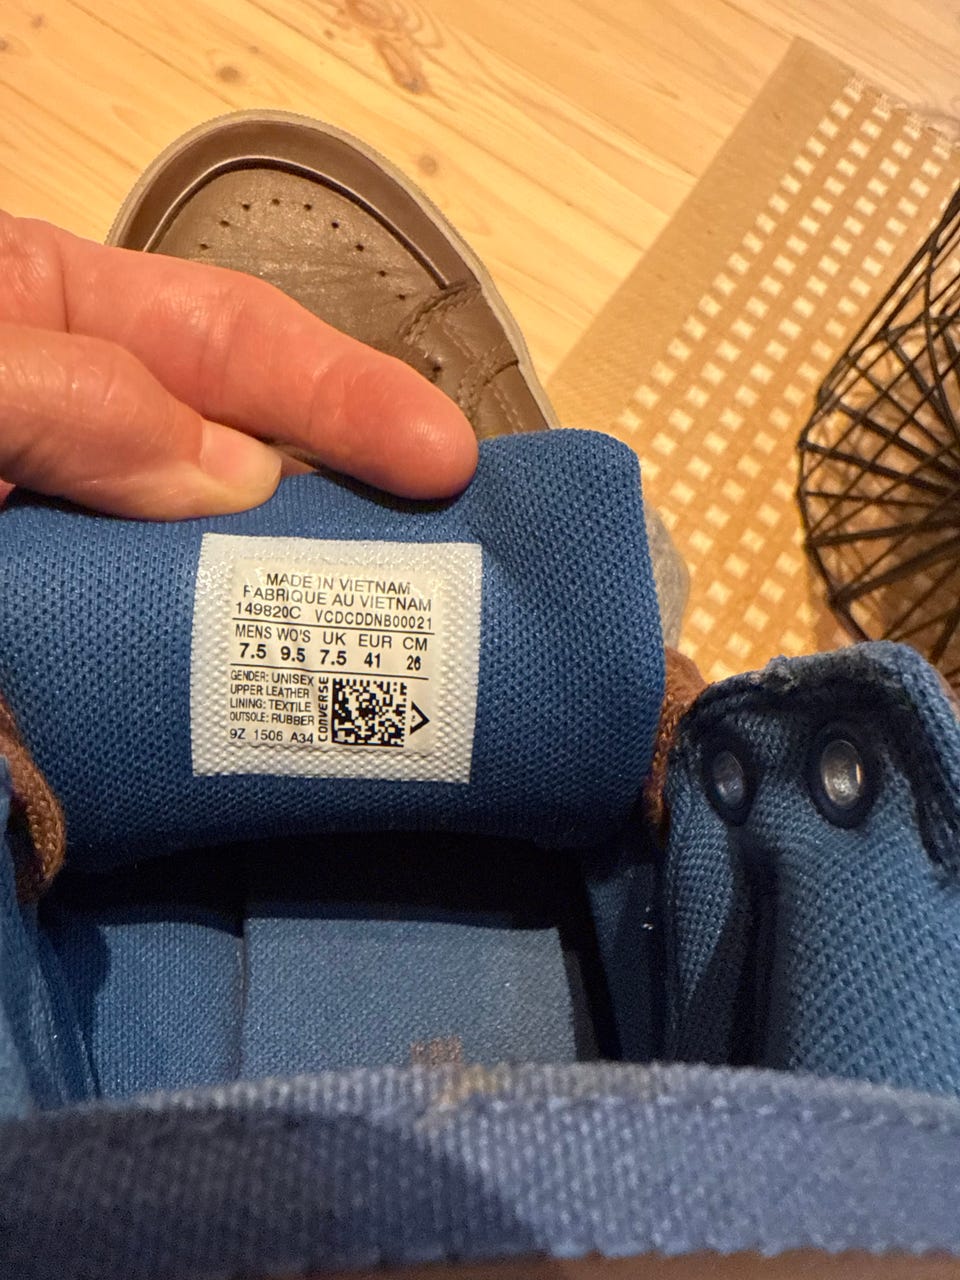 MADE IN VIETNAM
FABRIQUE AU VIETNAM
149820C VCDCDDNB00021
MENS WO'S UK EUR CM
7.5 9.5 7.5 41 26
GENDER: UNISEX
UPPER LEATHER
LINING: TEXTILE
OUTSOLE: RUBBER
9Z 1506 A34
CONVERSE